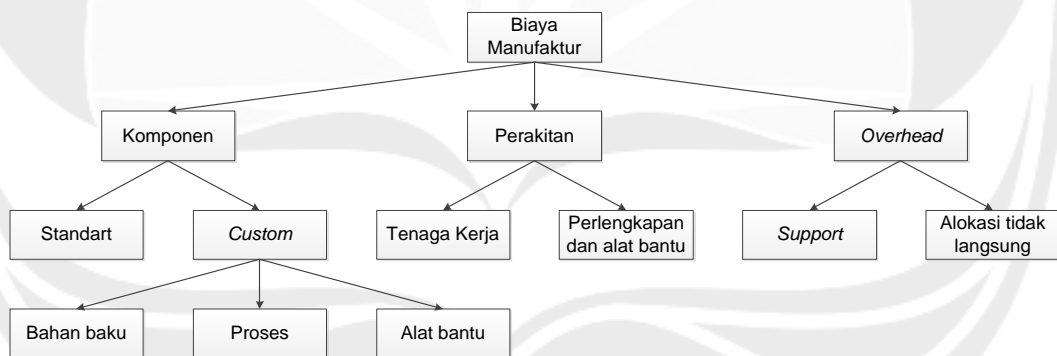 Biaya
Manufaktur
Komponen
Perakitan
Overhead
Standart
Custom
Tenaga Kerja
Perlengkapan
dan alat bantu
Support
Alokasi tidak
langsung
Bahan baku
Proses
Alat bantu